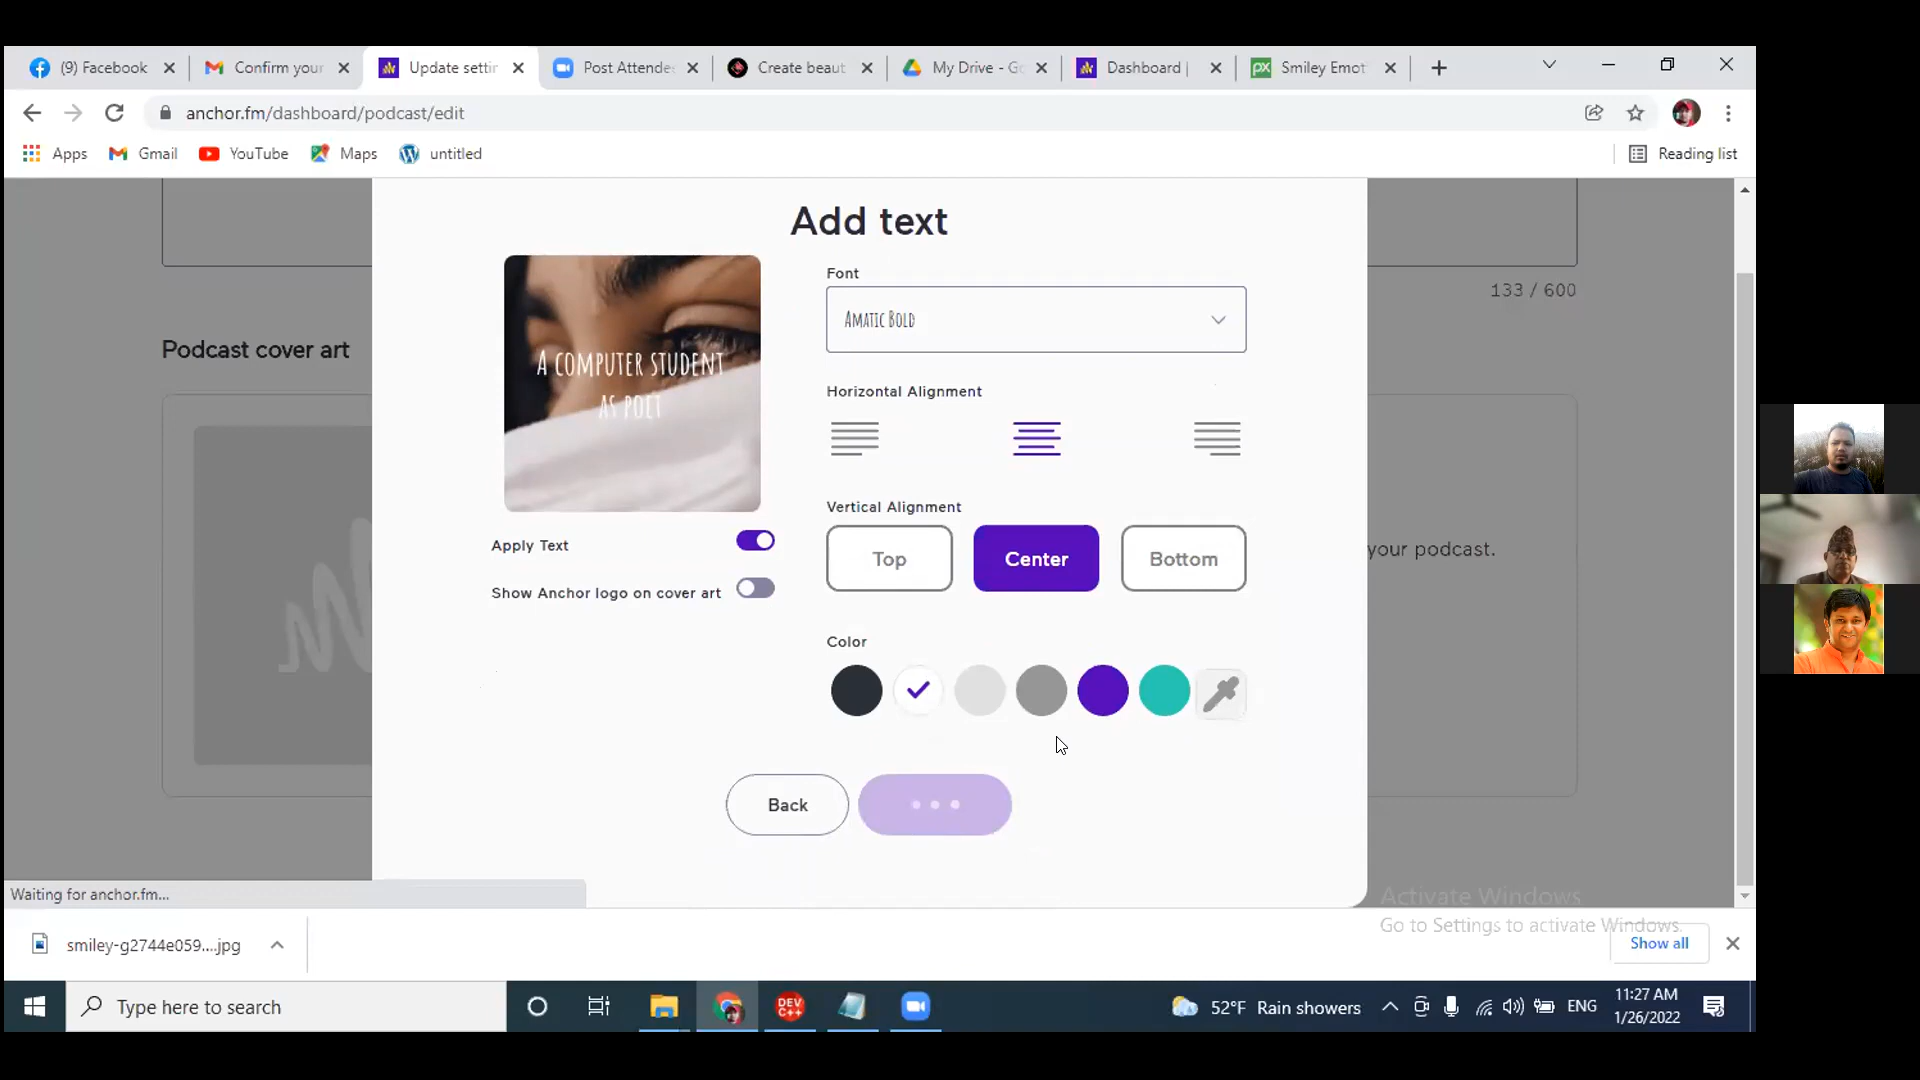 (9) Facebook
Confirm your
Update settin
Post Attende
Create beaut
My Drive - Go
Dashboard |
Smiley Emot
anchor.fm/dashboard/podcast/edit
Apps
Gmail
YouTube
Maps
untitled
Reading list
Add text
Font
Amatic Bold
133 / 600
Podcast cover art
A computer student
as poet
Horizontal Alignment
Vertical Alignment
Top
Center
Bottom
your podcast.
Apply Text
Show Anchor logo on cover art
Color
Back
Waiting for anchor.fm...
Activate Windows
Go to Settings to activate Windows.
smiley-g2744e059....jpg
Show all
Type here to search
DEV
C++
52°F Rain showers
ENG
11:27 AM
1/26/2022